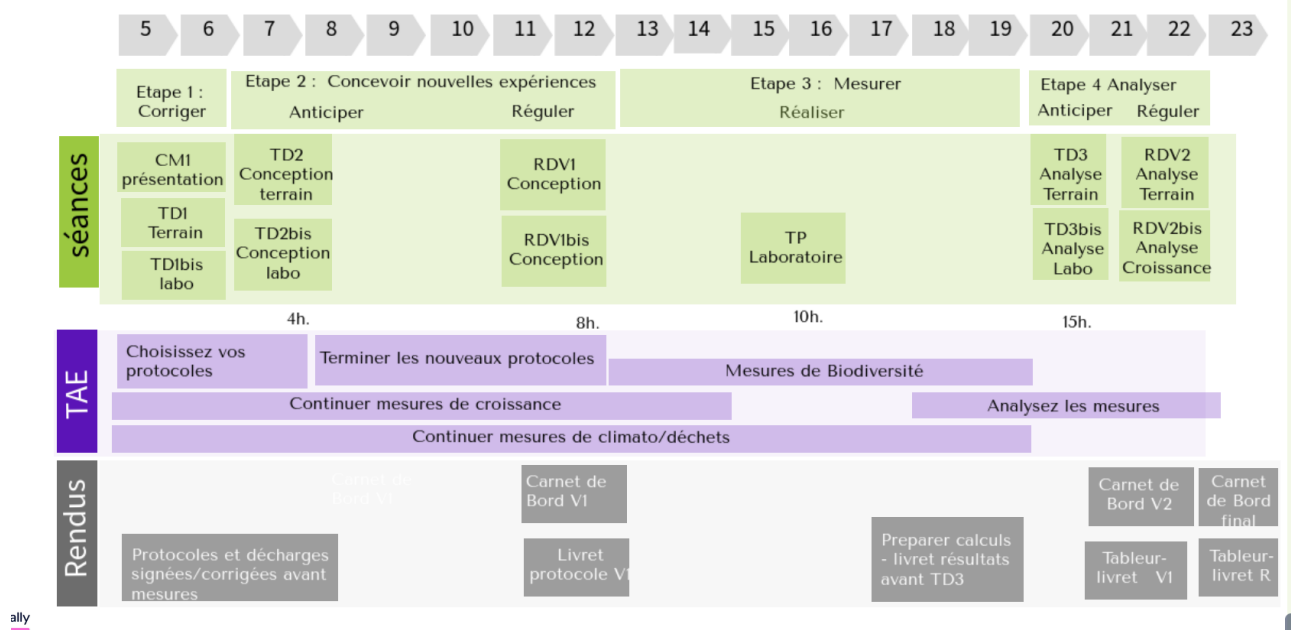 5 6 7 8 9 10 11 12 13 14 15 16 17 18 19 20 21 22 23
Etape 1 :
Corriger
Etape 2 : Concevoir nouvelles expériences
Anticiper
Réguler
Etape 3 : Mesurer
Réaliser
Etape 4 Analyser
Anticiper
Réguler
séances
CM1
présentation
TD1
Terrain
TD1bis
labo
TD2
Conception
terrain
TD2bis
Conception
labo
RDV1
Conception
RDV1bis
Conception
TP
Laboratoire
TD3
Analyse
Terrain
TD3bis
Analyse
Labo
RDV2
Analyse
Terrain
RDV2bis
Analyse
Croissance
4h.
8h.
10h.
15h.
TAE
Choisissez vos
protocoles
Terminer les nouveaux protocoles
Mesures de Biodiversité
Continuer mesures de croissance
Analysez les mesures
Continuer mesures de climato/déchets
Rendus
Carnet de
Bord V1
Protocoles et décharges
signées/corrigées avant
mesures
Carnet de
Bord V1
Livret
protocole V1
Preparer calculs
- livret résultats
avant TD3
Carnet de
Bord V2
Tableur-
livret V1
Carnet
de Bord
final
Tableur-
livret R
ally